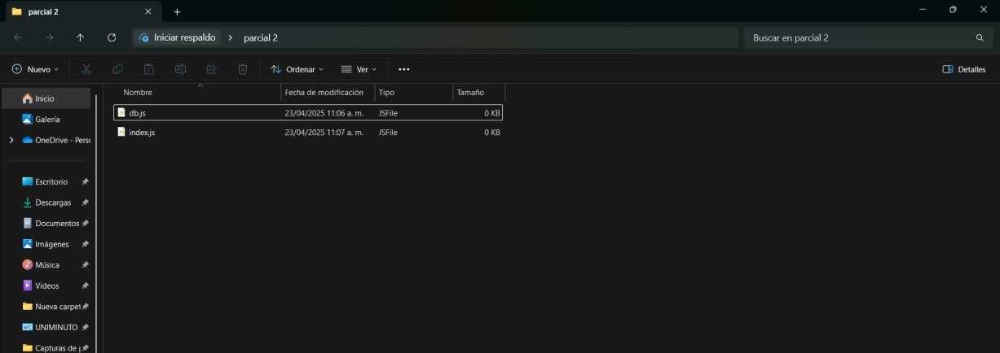 parcial 2
Iniciar respaldo > parcial 2
Buscar en parcial 2
Nuevo
Ordenar
Ver
Detalles
Nombre Fecha de modificación Tipo Tamaño
db.js 23/04/2025 11:06 a. m. JSFile 0 KB
index.js 23/04/2025 11:07 a. m. JSFile 0 KB
Inicio
Galería
OneDrive - Perso
Escritorio
Descargas
Documentos
Imágenes
Música
Videos
Nueva carpet
UNIMINUTO
Capturas de p